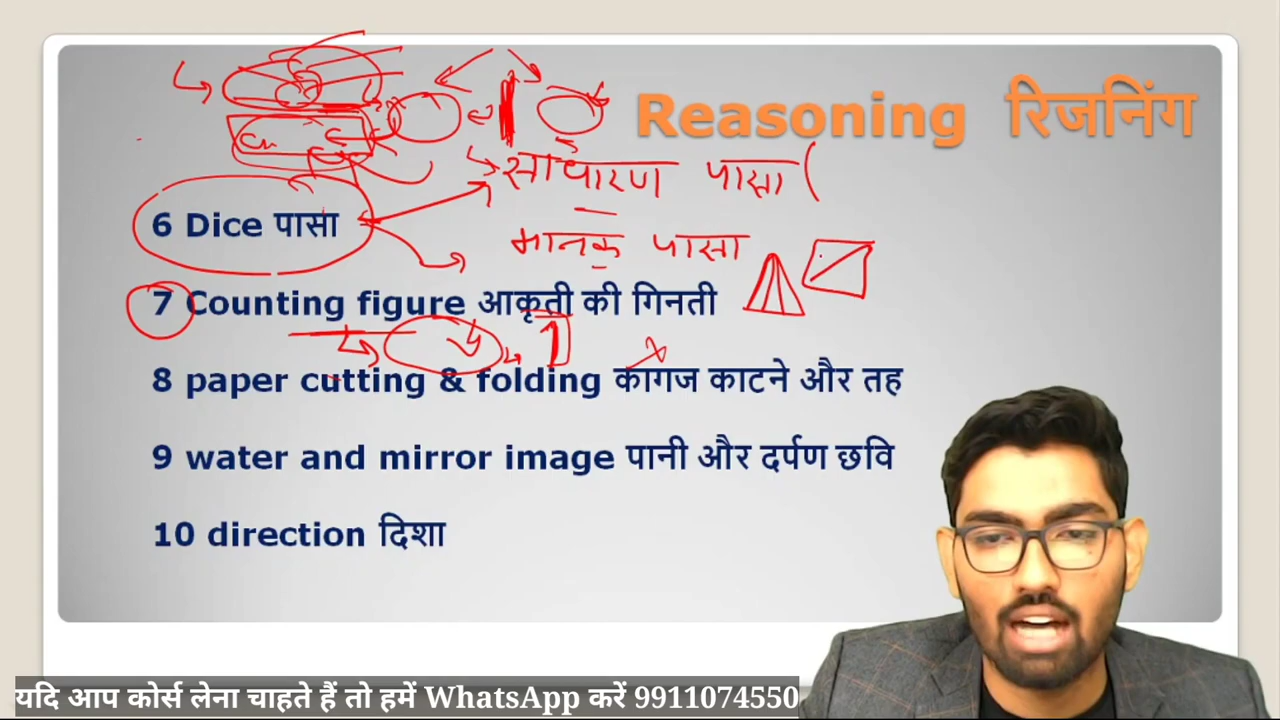 Reasoning रिजनिंग
साधारण पासा (
6 Dice पासा
मानक पासा
7 Counting figure आकृती की गिनती
8 paper cutting & folding कागज काटने और तह
9 water and mirror image पानी और दर्पण छवि
10 direction दिशा
यदि आप कोर्स लेना चाहते हैं तो हमें WhatsApp करें 9911074550